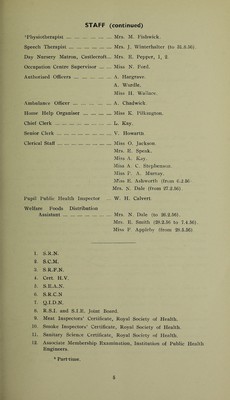 STAFF (continued)
*Physiotherapist ... Mrs. M. Fishwick
Speech Therapist ... Mrs. J. Winterhalter (to 31.8.56).
Day Nursery Matron, Castlecroft... Mrs. E. Pepper, 1, 8
Occupation Centre Supervisor ... Miss N. Ford.
Authorised Officers ... A. Hargrave.
A. Wardle.
Miss H. Wallace.
Ambulance Officer ... A. Chadwick
Home Help Organiser ... Miss K. Pilkington.
Chief Clerk ... L. Kay.
Senior Clerk ... V. Howarth
Clerical Staff ... Miss O. Jackson.
Mrs. E. Speak.
Miss A. Kay.
Miss A. C. Stephenson.
Miss F. A. Murray.
Miss E. Ashworth (from 6.2.56)
Mrs. S. Dale (from 27.2.56).
Pupil Public Health Inspector ... W. H. Calvert
Welfare Foods Distribution
Assistant ... Mrs. N. Dale (to 26.2.56).
Mrs. E. Smith (28.2.56 to 7.4.56).
Miss F. Appleby (from 20.2.56)
1. S.R.N.
2. S.C.M.
3. S.R.F.N.
4. Cert. H.V.
5. S.E.A.N.
6. S.R.C.N
7. Q.I.D.N.
8. R.S.I. and S.I.E. Joint Board.
9. Meat Inspectors' Certificate, Royal Society of Health.
10. Smoke Inspectors' Certificate, Royal Society of Health.
11. Sanitary Science Certificate, Royal Society of Health.
12. Associate Membership Examination, Institution of Public Health
Engineers.
* Part-time.